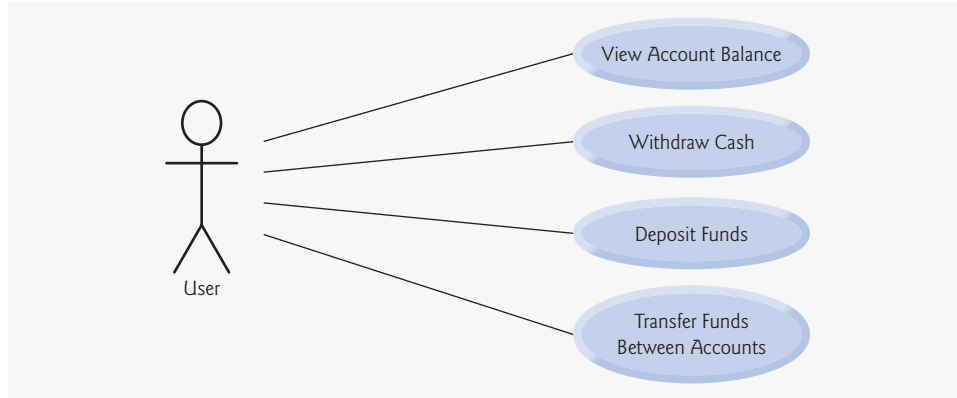 View Account Balance
Withdraw Cash
Deposit Funds
User
Transfer Funds
Between Accounts